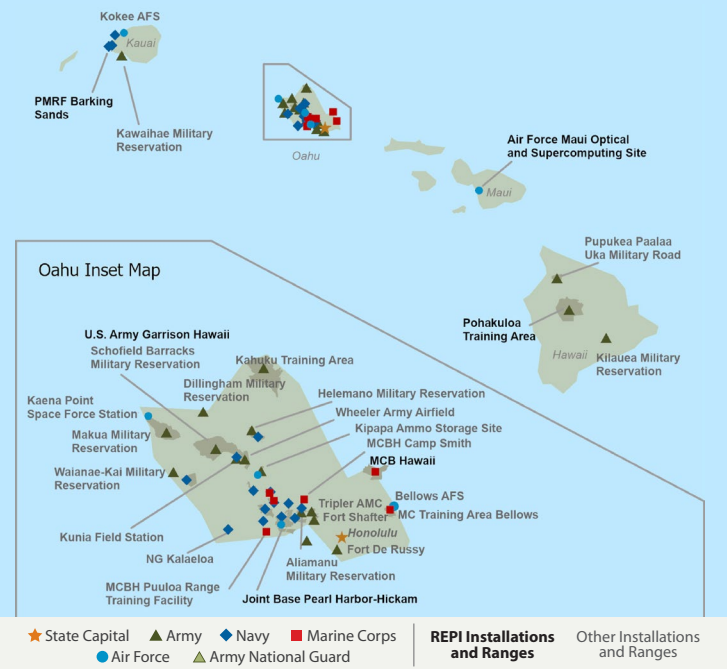 Kokee AFS
Kauai
PMRF Barking
Sands
Kawaihae Military
Reservation
Oahu
Air Force Maui Optical
and Supercomputing Site
Maui
Pupukea Paalaa
Uka Military Road
Pohakuloa
Training Area
Hawaii
Kilauea Military
Reservation
Oahu Inset Map
U.S. Army Garrison Hawaii
Schofield Barracks
Military Reservation
Kahuku Training Area
Dillingham Military
Reservation
Kaena Point
Space Force Station
Helemano Military Reservation
Wheeler Army Airfield
Kipapa Ammo Storage Site
MCBH Camp Smith
Makua Military
Reservation
MCB Hawaii
Waianae-Kai Military
Reservation
Bellows AFS
MC Training Area Bellows
Tripler AMC
Fort Shafter
Honolulu
Fort De Russy
Kunia Field Station
NG Kalaeloa
Aliamanu
Military Reservation
MCBH Puuloa Range
Training Facility
Joint Base Pearl Harbor-Hickam
State Capital
Army
Navy
Marine Corps
Air Force
Army National Guard
REPI Installations
and Ranges
Other Installations
and Ranges